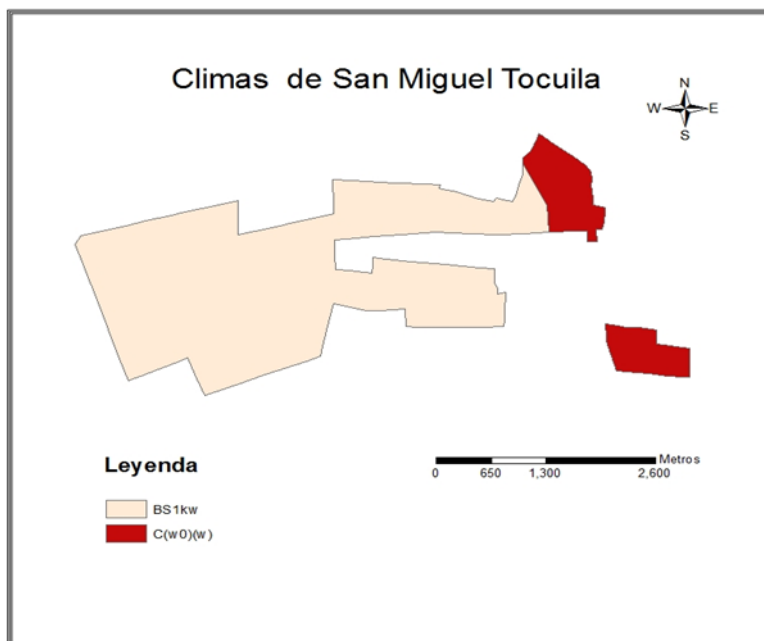 Climas de San Miguel Tocuila
N
W E
S
Leyenda
BS1kw
C(w0)(w)
Metros
0 650 1,300 2,600